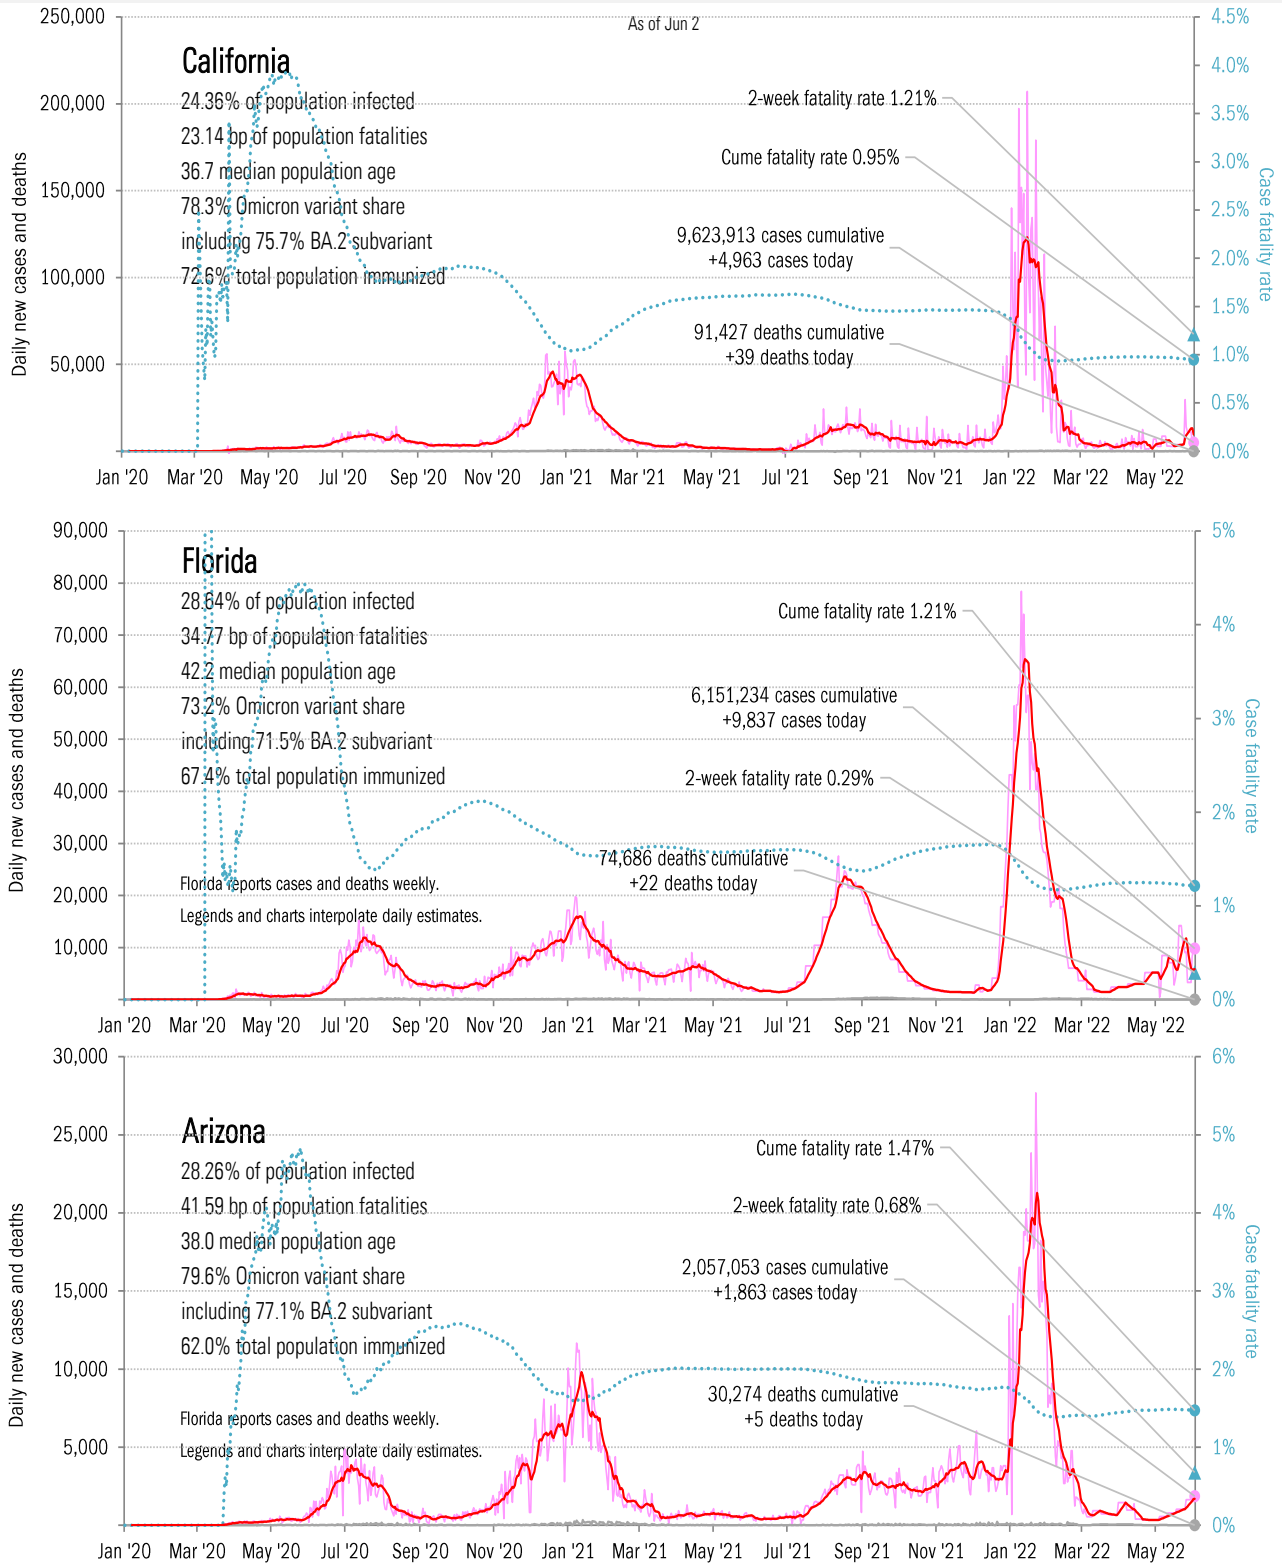 As of Jun 2
250,000
200,000
150,000
100,000
50,000
-
Daily new cases and deaths
California
24.36% of population infected
23.14 bp of population fatalities
36.7 median population age
78.3% Omicron variant share
including 75.7% BA.2 subvariant
72.6% total population immunized
2-week fatality rate 1.21%
Cume fatality rate 0.95%
9,623,913 cases cumulative
+4,963 cases today
91,427 deaths cumulative
+39 deaths today
4.5%
4.0%
3.5%
3.0%
2.5%
2.0%
1.5%
1.0%
0.5%
0.0%
Case fatality rate
Jan '20 Mar '20 May '20 Jul '20 Sep '20 Nov '20 Jan '21 Mar '21 May '21 Jul '21 Sep '21 Nov '21 Jan '22 Mar '22 May '22
90,000
80,000
70,000
60,000
50,000
40,000
30,000
20,000
10,000
-
Daily new cases and deaths
Florida
28.64% of population infected
34.77 bp of population fatalities
42.2 median population age
73.2% Omicron variant share
including 71.5% BA.2 subvariant
67.4% total population immunized
Florida reports cases and deaths weekly.
Legends and charts interpolate daily estimates.
Cume fatality rate 1.21%
6,151,234 cases cumulative
+9,837 cases today
2-week fatality rate 0.29%
74,686 deaths cumulative
+22 deaths today
5%
4%
3%
2%
1%
0%
Case fatality rate
Jan '20 Mar '20 May '20 Jul '20 Sep '20 Nov '20 Jan '21 Mar '21 May '21 Jul '21 Sep '21 Nov '21 Jan '22 Mar '22 May '22
30,000
25,000
20,000
15,000
10,000
5,000
-
Daily new cases and deaths
Arizona
28.26% of population infected
41.59 bp of population fatalities
38.0 median population age
79.6% Omicron variant share
including 77.1% BA.2 subvariant
62.0% total population immunized
Florida reports cases and deaths weekly.
Legends and charts interpolate daily estimates.
Cume fatality rate 1.47%
2-week fatality rate 0.68%
2,057,053 cases cumulative
+1,863 cases today
30,274 deaths cumulative
+5 deaths today
6%
5%
4%
3%
2%
1%
0%
Case fatality rate
Jan '20 Mar '20 May '20 Jul '20 Sep '20 Nov '20 Jan '21 Mar '21 May '21 Jul '21 Sep '21 Nov '21 Jan '22 Mar '22 May '22